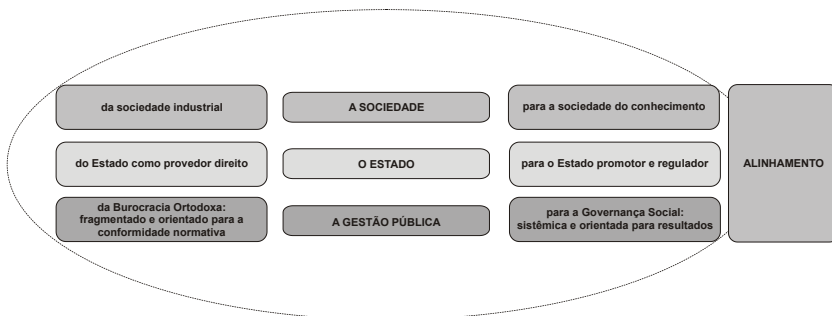 da sociedade industrial
A SOCIEDADE
para a sociedade do conhecimento
do Estado como provedor direito
O ESTADO
para o Estado promotor e regulador
ALINHAMENTO
da Burocracia Ortodoxa:
fragmentado e orientado para a
conformidade normativa
A GESTÃO PÚBLICA
para a Governança Social:
sistêmica e orientada para resultados